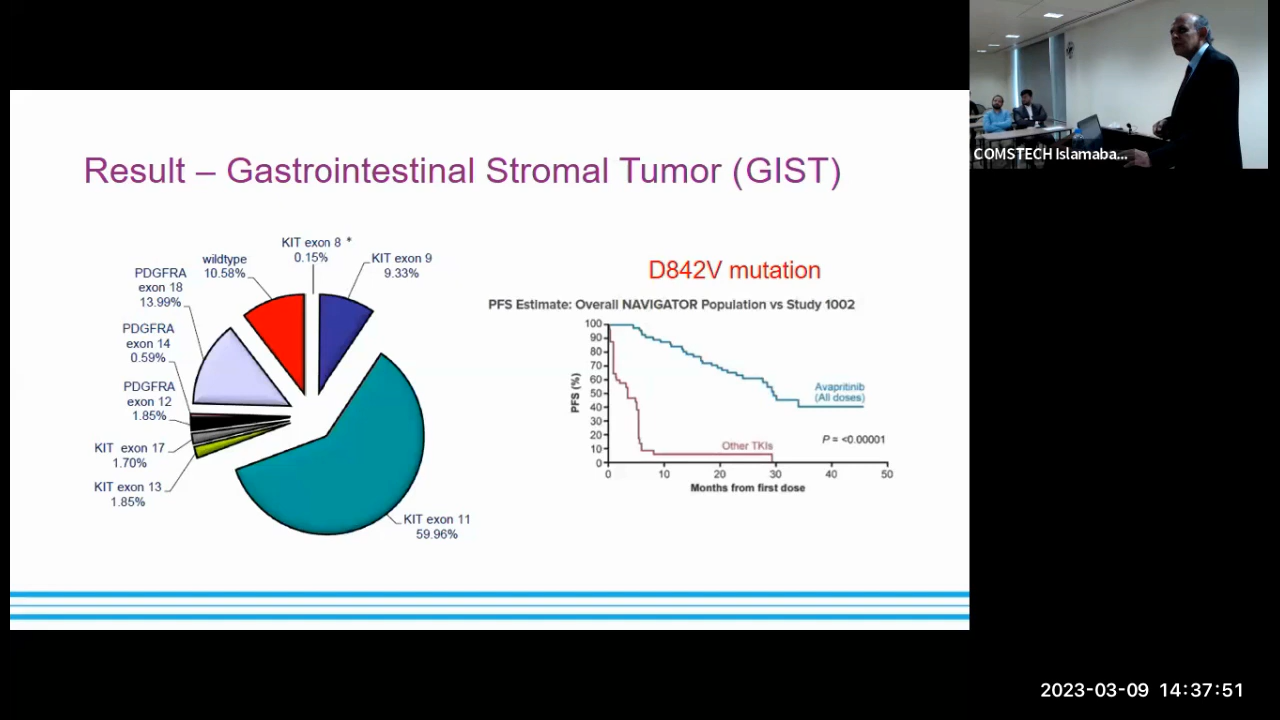 COMSTECH Islamaba...
Result – Gastrointestinal Stromal Tumor (GIST)
KIT exon 8 *
0.15%
KIT exon 9
9.33%
wildtype
10.58%
PDGFRA
exon 18
13.99%
PDGFRA
exon 14
0.59%
PDGFRA
exon 12
1.85%
KIT exon 17
1.70%
KIT exon 13
1.85%
KIT exon 11
59.96%
D842V mutation
PFS Estimate: Overall NAVIGATOR Population vs Study 1002
PFS (%)
100
90
80
70
60
50
40
30
20
10
0
Avapritinib
(All doses)
Other TKIs
P = <0.00001
0 10 20 30 40 50
Months from first dose
2023-03-09 14:37:51